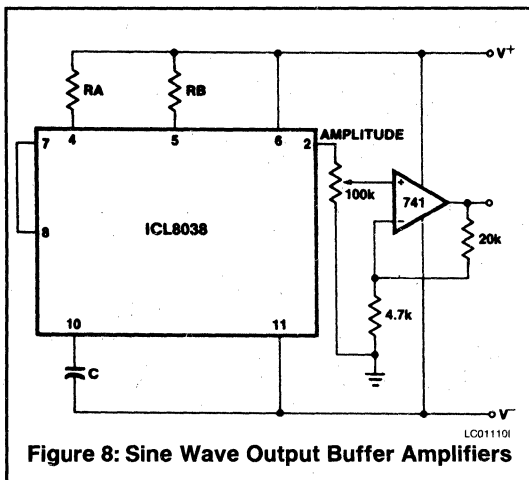 V+
RA
RB
4
5
6
AMPLITUDE
7
2
+
100k
741
−
ICL8038
8
20k
4.7k
10
11
C
V−
LC01110I
Figure 8: Sine Wave Output Buffer Amplifiers